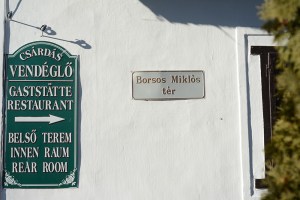 CSÁRDÁS
VENDÉGLŐ
GASTSTÄTTE
RESTAURANT
BELSŐ TEREM
INNEN RAUM
REAR ROOM
Borsos Miklós
tér